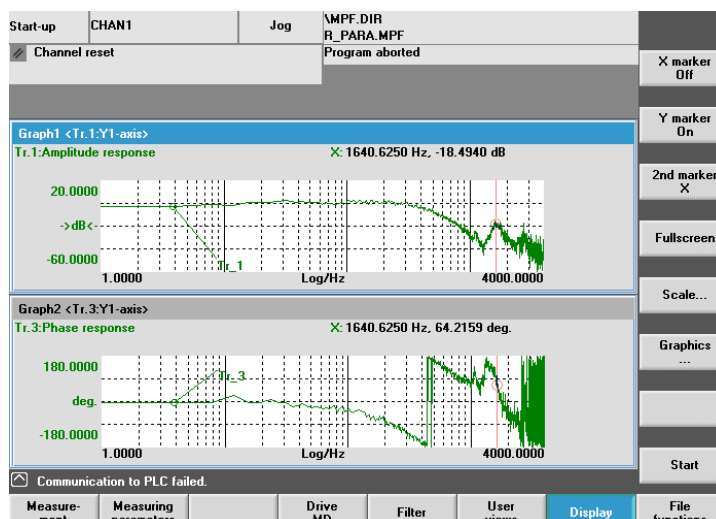 Start-up
CHAN1
Jog
\MPF.DIR
R_PARA.MPF
Channel reset
Program aborted
X marker
Off
Y marker
On
2nd marker
X
Fullscreen
Scale...
Graphics
...
Start
Graph1 <Tr.1:Y1-axis>
Tr.1:Amplitude response
X: 1640.6250 Hz, -18.4940 dB
20.0000
->dB<-
-60.0000
Tr_1
1.0000
Log/Hz
4000.0000
Graph2 <Tr.3:Y1-axis>
Tr.3:Phase response
X: 1640.6250 Hz, 64.2159 deg.
180.0000
Tr_3
deg.
-180.0000
1.0000
Log/Hz
4000.0000
Communication to PLC failed.
Measure-
ment
Measuring
parameters
Drive
MD
Filter
User
views
Display
File
functions